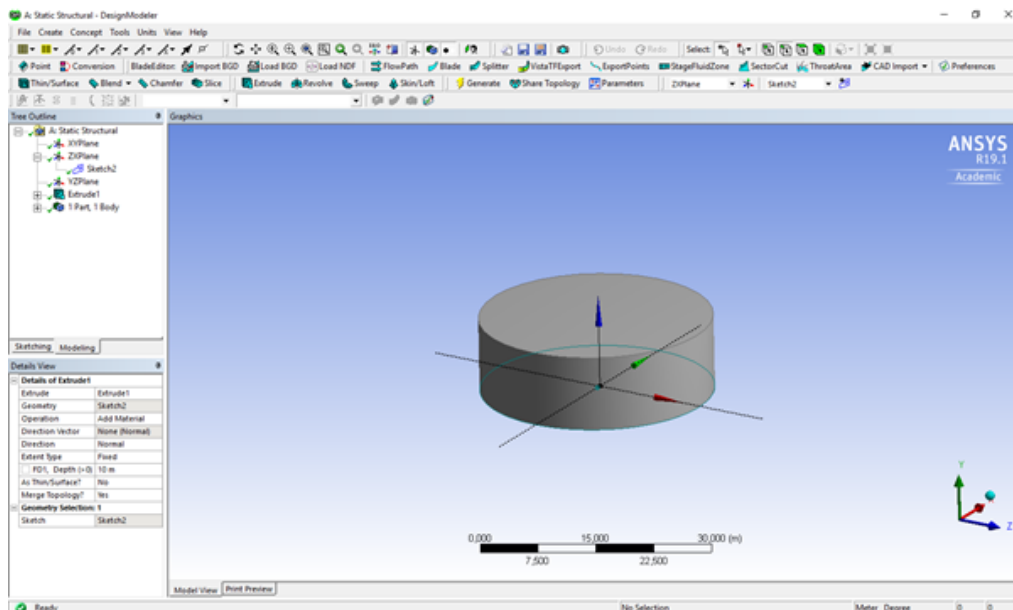 A: Static Structural - DesignModeler
File Create Concept Tools Units View Help
Undo Redo Select:
Point Conversion BladeEditor: Import BGD Load BGD Load NDF FlowPath Blade Splitter VistaTFExport ExportPoints StageFluidZone SectorCut ThroatArea CAD Import Preferences
Thin/Surface Blend Chamfer Slice Extrude Revolve Sweep Skin/Loft Generate Share Topology Parameters ZXPlane Sketch2
Tree Outline
A: Static Structural
XYPlane
ZXPlane
Sketch2
YZPlane
Extrude1
1 Part, 1 Body
Sketching Modeling
Details View
Details of Extrude1
Extrude Extrude1
Geometry Sketch2
Operation Add Material
Direction Vector None (Normal)
Direction Normal
Extent Type Fixed
FD1, Depth (>0) 10 m
As Thin/Surface? No
Merge Topology? Yes
Geometry Selection: 1
Sketch Sketch2
Graphics
ANSYS
R19.1
Academic
Y
Z
0,000 15,000 30,000 (m)
7,500 22,500
Model View Print Preview
Ready No Selection Meter Degree 0 0